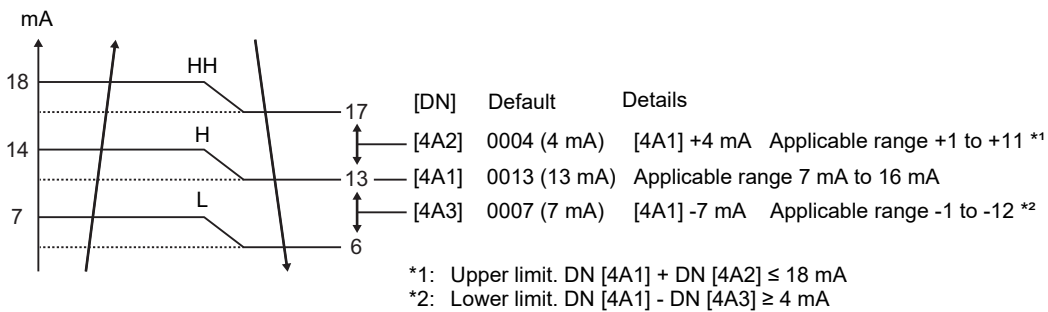 mA
HH
18
[DN] Default Details
17
[4A2] 0004 (4 mA) [4A1] +4 mA Applicable range +1 to +11 *¹
H
14
13 [4A1] 0013 (13 mA) Applicable range 7 mA to 16 mA
L
7
[4A3] 0007 (7 mA) [4A1] -7 mA Applicable range -1 to -12 *²
6
*1: Upper limit. DN [4A1] + DN [4A2] ≤ 18 mA
*2: Lower limit. DN [4A1] - DN [4A3] ≥ 4 mA